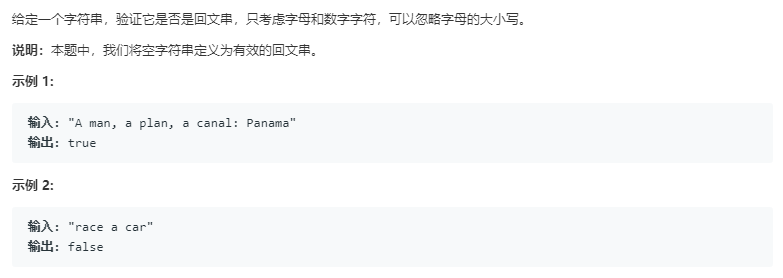 给定一个字符串，验证它是否是回文串，只考虑字母和数字字符，可以忽略字母的大小写。
说明：本题中，我们将空字符串定义为有效的回文串。
示例 1:
输入: "A man, a plan, a canal: Panama"
输出: true
示例 2:
输入: "race a car"
输出: false